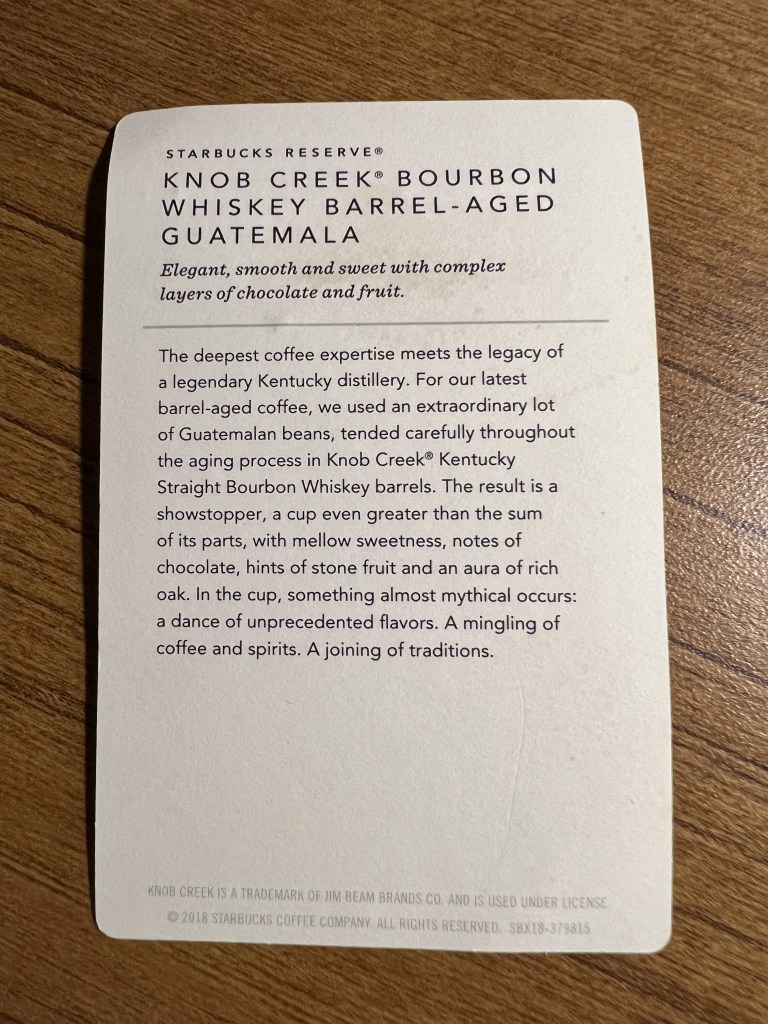 STARBUCKS RESERVE®
KNOB CREEK® BOURBON
WHISKEY BARREL-AGED
GUATEMALA
Elegant, smooth and sweet with complex
layers of chocolate and fruit.
The deepest coffee expertise meets the legacy of
a legendary Kentucky distillery. For our latest
barrel-aged coffee, we used an extraordinary lot
of Guatemalan beans, tended carefully throughout
the aging process in Knob Creek® Kentucky
Straight Bourbon Whiskey barrels. The result is a
showstopper, a cup even greater than the sum
of its parts, with mellow sweetness, notes of
chocolate, hints of stone fruit and an aura of rich
oak. In the cup, something almost mythical occurs:
a dance of unprecedented flavors. A mingling of
coffee and spirits. A joining of traditions.
KNOB CREEK IS A TRADEMARK OF JIM BEAM BRANDS CO. AND IS USED UNDER LICENSE.
© 2018 STARBUCKS COFFEE COMPANY. ALL RIGHTS RESERVED. SBX18-379815